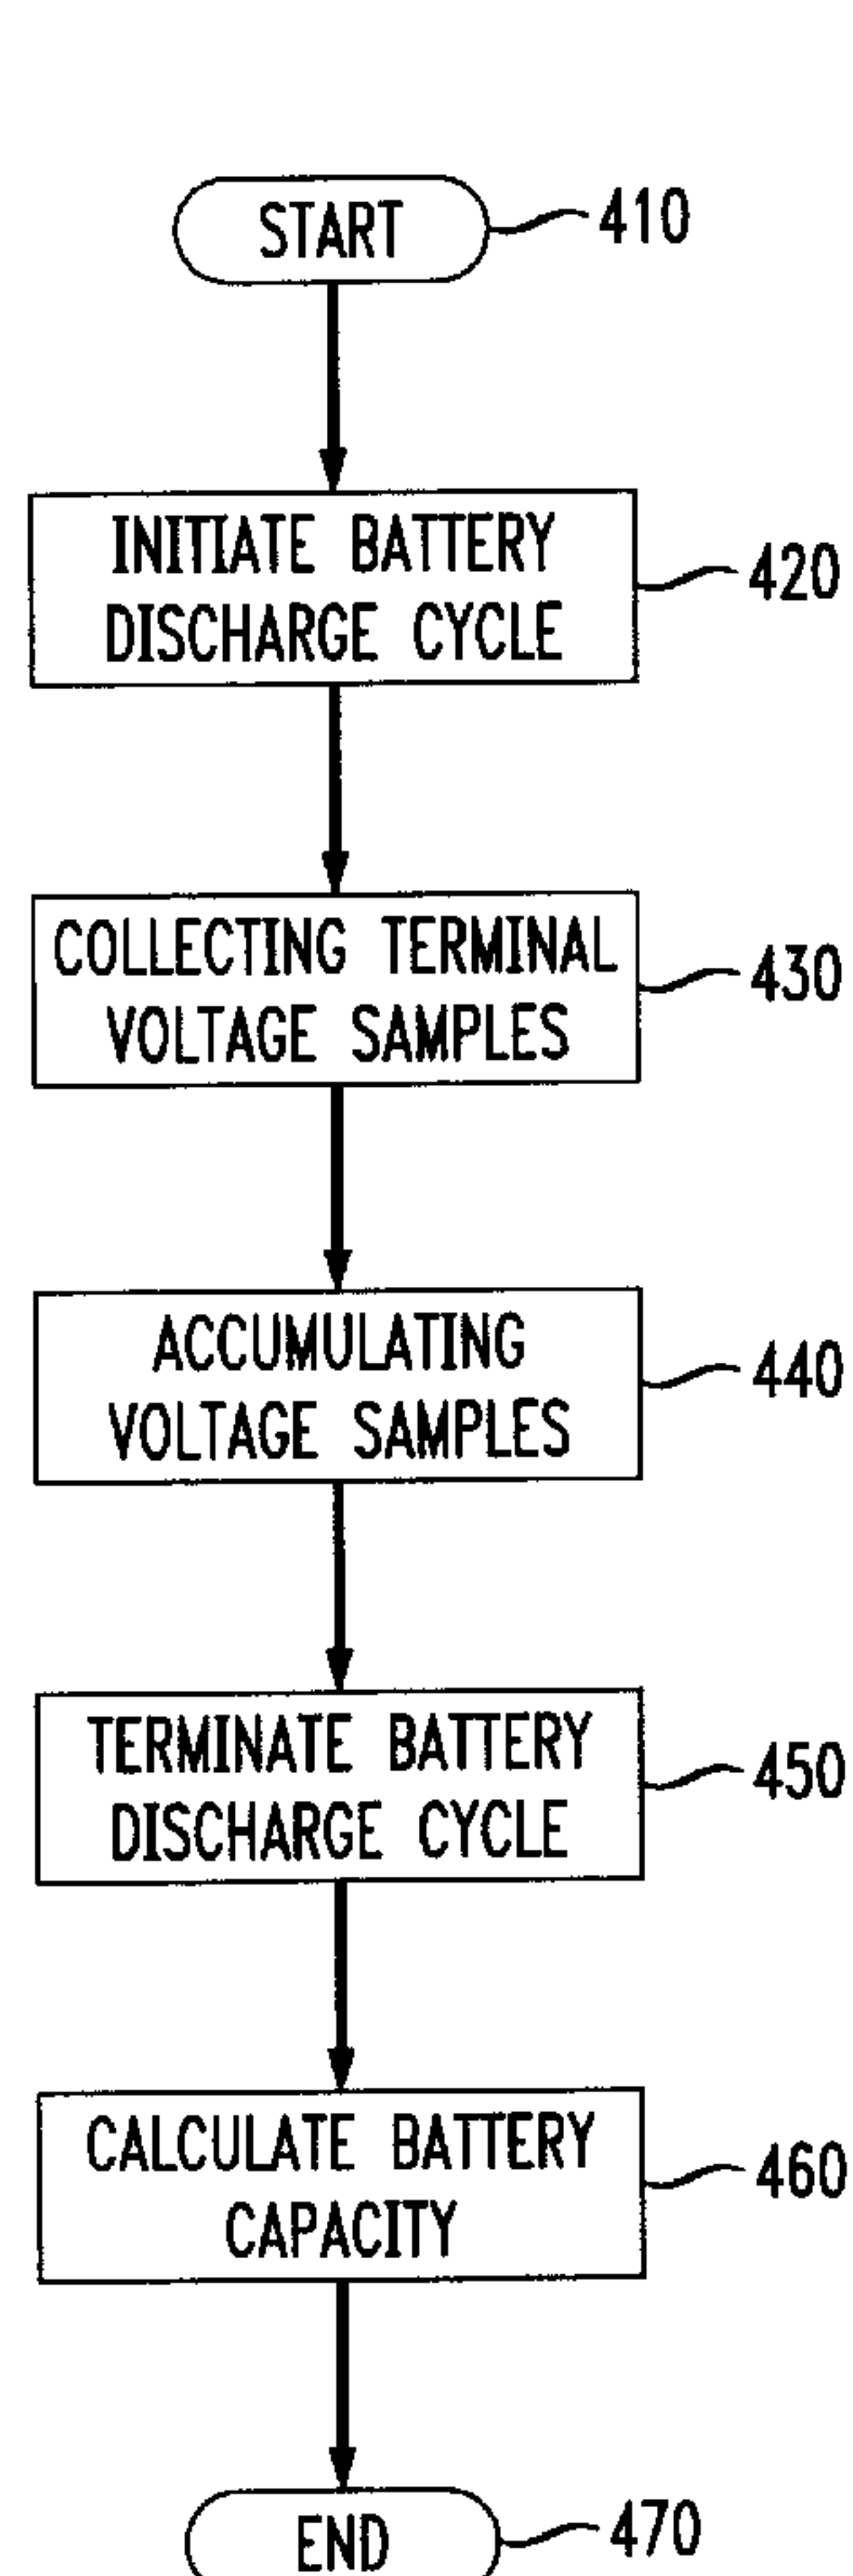 START
410
INITIATE BATTERY
DISCHARGE CYCLE
420
COLLECTING TERMINAL
VOLTAGE SAMPLES
430
ACCUMULATING
VOLTAGE SAMPLES
440
TERMINATE BATTERY
DISCHARGE CYCLE
450
CALCULATE BATTERY
CAPACITY
460
END
470